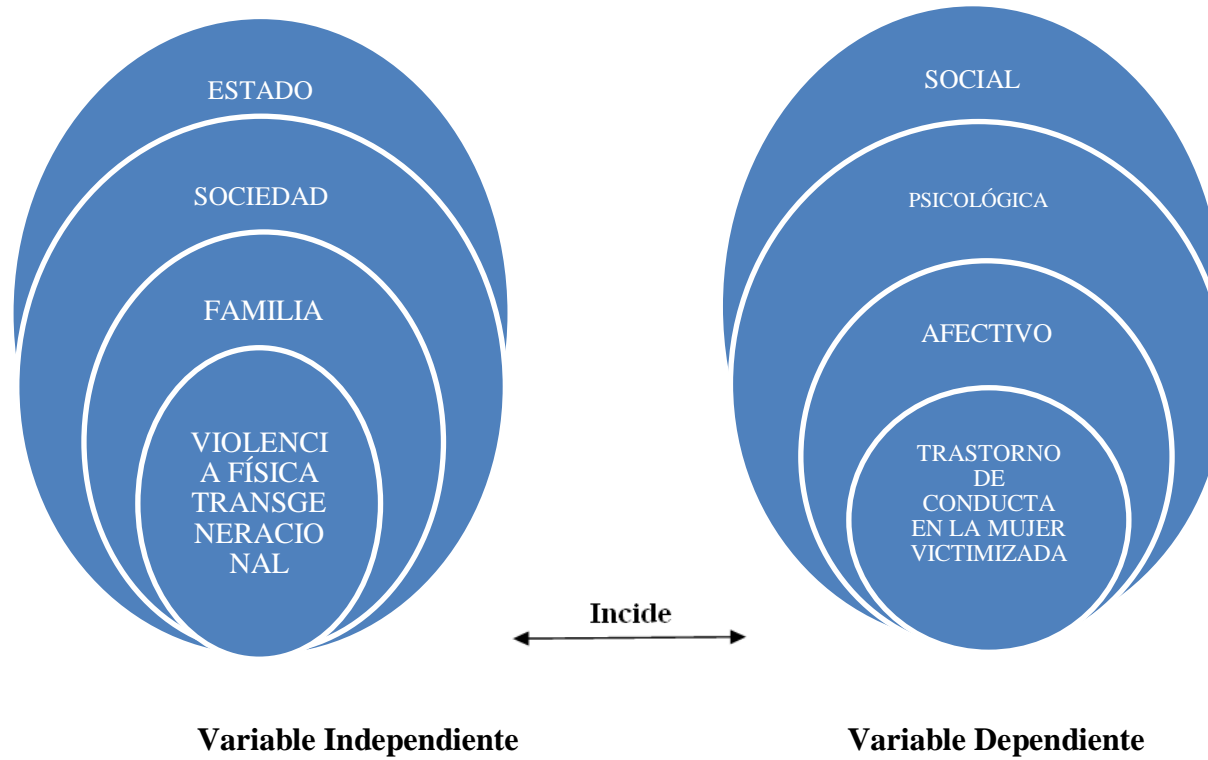 ESTADO
SOCIEDAD
FAMILIA
VIOLENCI
A FÍSICA
TRANSGE
NERACIO
NAL
SOCIAL
PSICOLÓGICA
AFECTIVO
TRASTORNO
DE
CONDUCTA
EN LA MUJER
VICTIMIZADA
Incide
Variable Independiente
Variable Dependiente